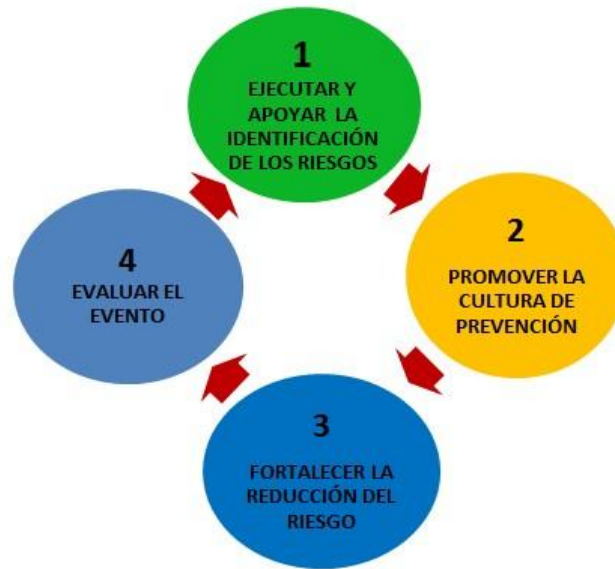 1
EJECUTAR Y
APOYAR LA
IDENTIFICACIÓN
DE LOS RIESGOS
2
PROMOVER LA
CULTURA DE
PREVENCIÓN
3
FORTALECER LA
REDUCCIÓN DEL
RIESGO
4
EVALUAR EL
EVENTO